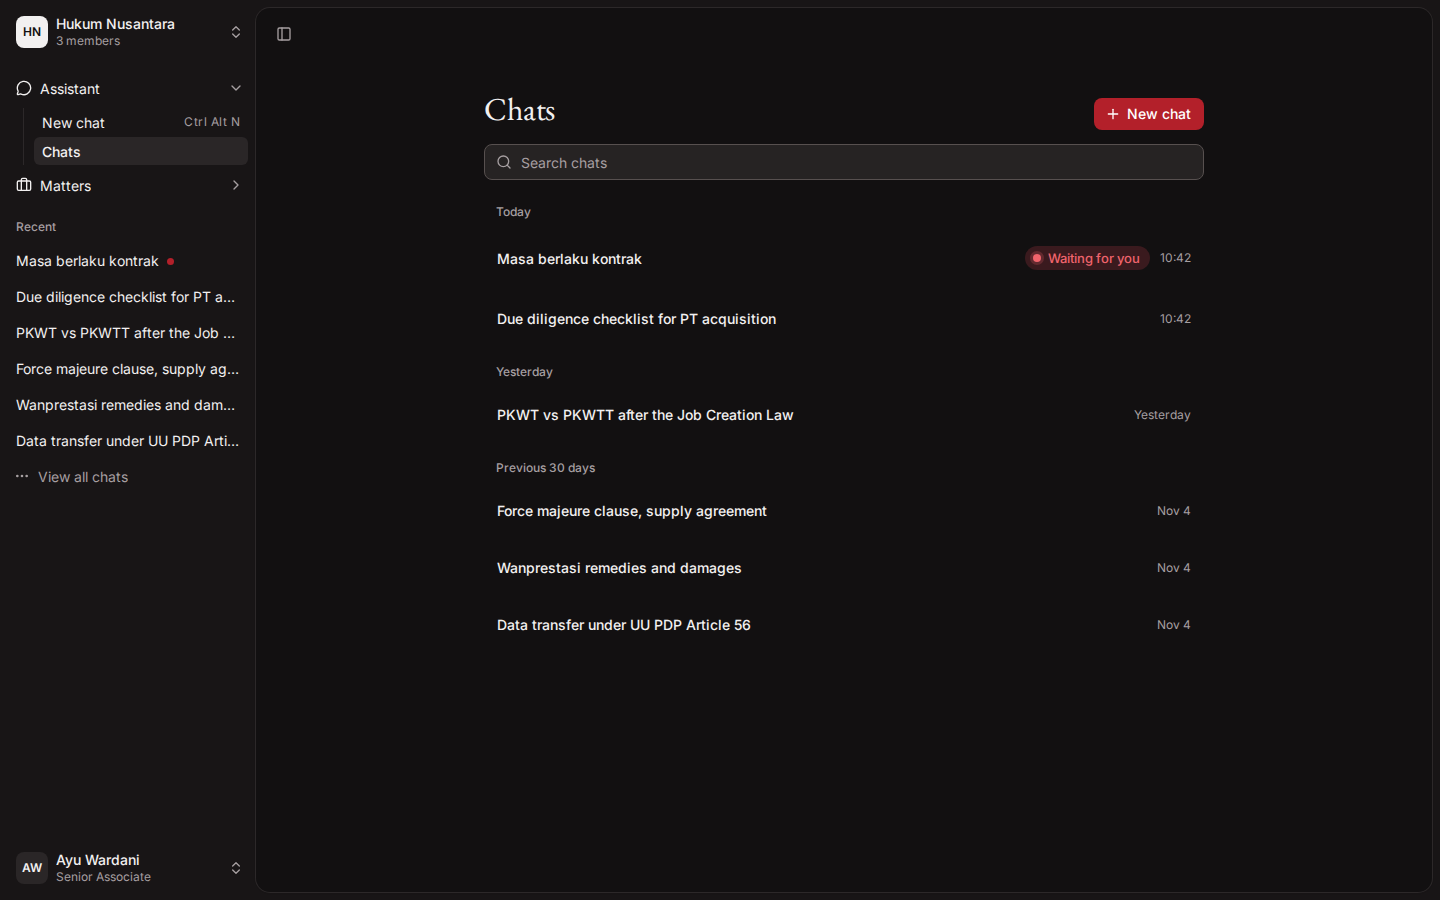 HN
Hukum Nusantara
3 members
Assistant
New chat
Ctrl Alt N
Chats
Matters
Recent
Masa berlaku kontrak
Due diligence checklist for PT a...
PKWT vs PKWTT after the Job ...
Force majeure clause, supply ag...
Wanprestasi remedies and dam...
Data transfer under UU PDP Arti...
View all chats
AW
Ayu Wardani
Senior Associate
Chats
New chat
Search chats
Today
Masa berlaku kontrak
Waiting for you
10:42
Due diligence checklist for PT acquisition
10:42
Yesterday
PKWT vs PKWTT after the Job Creation Law
Yesterday
Previous 30 days
Force majeure clause, supply agreement
Nov 4
Wanprestasi remedies and damages
Nov 4
Data transfer under UU PDP Article 56
Nov 4